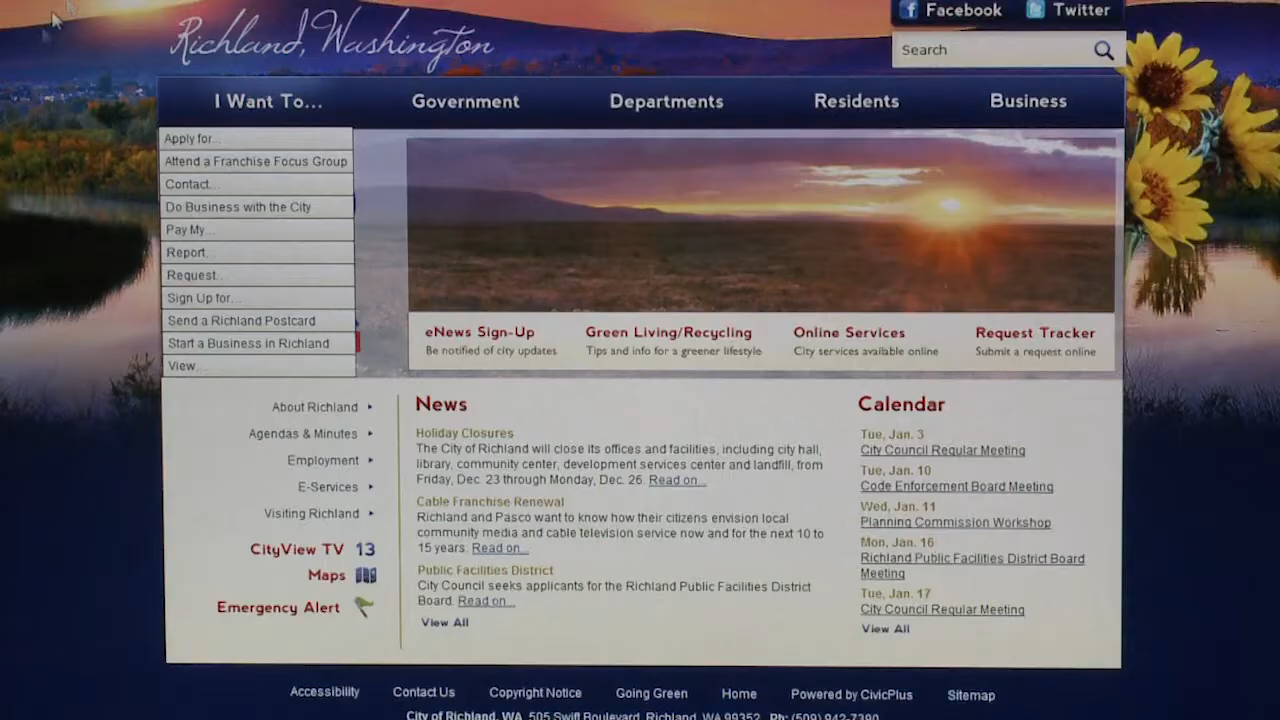 Facebook
Twitter
Richland, Washington
Search
I Want To...
Government
Departments
Residents
Business
Apply for...
Attend a Franchise Focus Group
Contact...
Do Business with the City
Pay My...
Report...
Request...
Sign Up for...
Send a Richland Postcard
Start a Business in Richland
View...
eNews Sign-Up
Be notified of city updates
Green Living/Recycling
Tips and info for a greener lifestyle
Online Services
City services available online
Request Tracker
Submit a request online
About Richland
Agendas & Minutes
Employment
E-Services
Visiting Richland
CityView TV 13
Maps
Emergency Alert
News
Holiday Closures
The City of Richland will close its offices and facilities, including city hall,
library, community center, development services center and landfill, from
Friday, Dec. 23 through Monday, Dec. 26. Read on...
Cable Franchise Renewal
Richland and Pasco want to know how their citizens envision local
community media and cable television service now and for the next 10 to
15 years. Read on...
Public Facilities District
City Council seeks applicants for the Richland Public Facilities District
Board. Read on...
View All
Calendar
Tue, Jan. 3
City Council Regular Meeting
Tue, Jan. 10
Code Enforcement Board Meeting
Wed, Jan. 11
Planning Commission Workshop
Mon, Jan. 16
Richland Public Facilities District Board
Meeting
Tue, Jan. 17
City Council Regular Meeting
View All
Accessibility
Contact Us
Copyright Notice
Going Green
Home
Powered by CivicPlus
Sitemap
City of Richland, WA 505 Swift Boulevard, Richland, WA 99352 Ph: (509) 942-7390